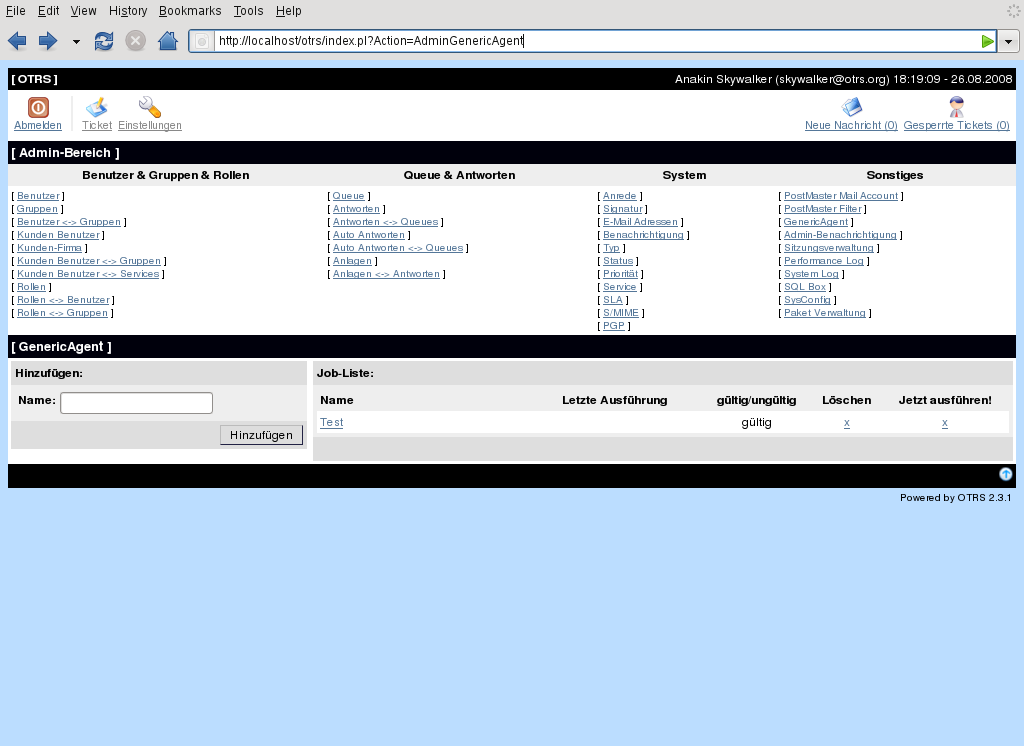 File Edit View History Bookmarks Tools Help
http://localhost/otrs/index.pl?Action=AdminGenericAgent
[ OTRS ] Anakin Skywalker (skywalker@otrs.org) 18:19:09 - 26.08.2008
Abmelden Ticket Einstellungen Neue Nachricht (0) Gesperrte Tickets (0)
[ Admin-Bereich ]
Benutzer & Gruppen & Rollen Queue & Antworten System Sonstiges
[ Benutzer ] [ Queue ] [ Anrede ] [ PostMaster Mail Account ]
[ Gruppen ] [ Antworten ] [ Signatur ] [ PostMaster Filter ]
[ Benutzer <-> Gruppen ] [ Antworten <-> Queues ] [ E-Mail Adressen ] [ GenericAgent ]
[ Kunden Benutzer ] [ Auto Antworten ] [ Benachrichtigung ] [ Admin-Benachrichtigung ]
[ Kunden-Firma ] [ Auto Antworten <-> Queues ] [ Typ ] [ Sitzungsverwaltung ]
[ Kunden Benutzer <-> Gruppen ] [ Anlagen ] [ Status ] [ Performance Log ]
[ Kunden Benutzer <-> Services ] [ Anlagen <-> Antworten ] [ Priorität ] [ System Log ]
[ Rollen ] [ Service ] [ SQL Box ]
[ Rollen <-> Benutzer ] [ SLA ] [ SysConfig ]
[ Rollen <-> Gruppen ] [ S/MIME ] [ Paket Verwaltung ]
[ PGP ]
[ GenericAgent ]
Hinzufügen: Job-Liste:
Name: Name Letzte Ausführung gültig/ungültig Löschen Jetzt ausführen!
Test gültig x x
Hinzufügen
Powered by OTRS 2.3.1